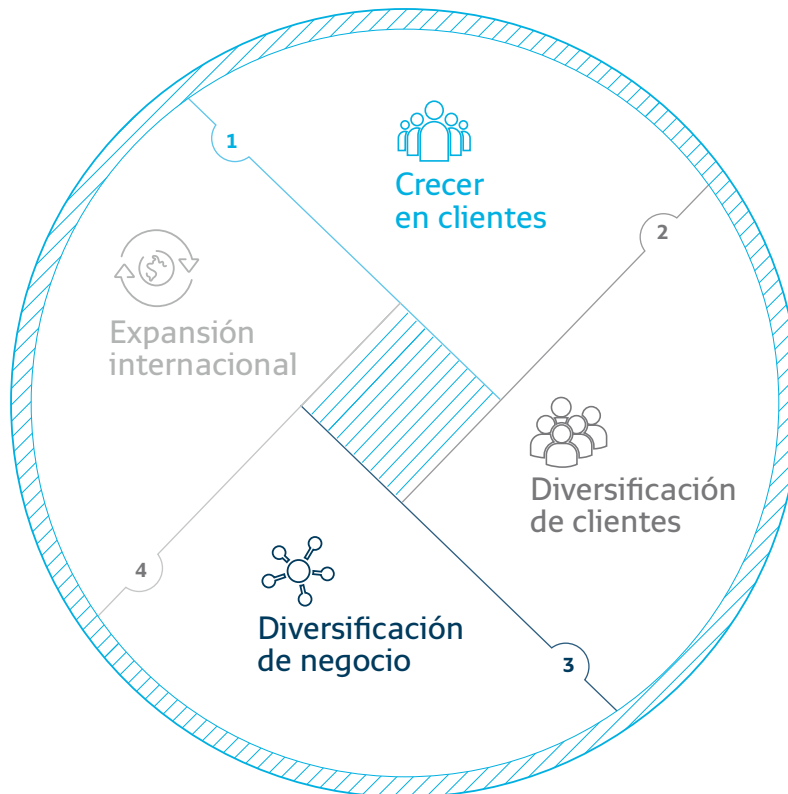 1
Crecer
en clientes
2
Diversificación
de clientes
3
Diversificación
de negocio
4
Expansión
internacional